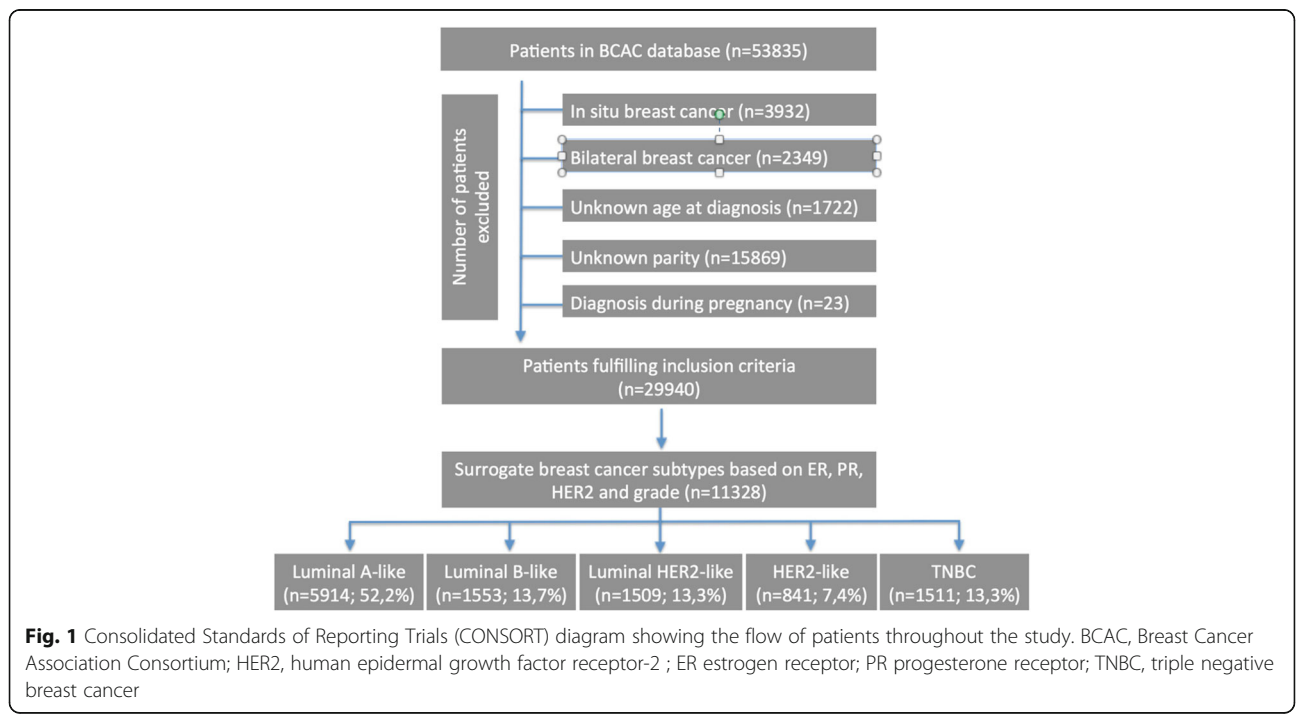 Patients in BCAC database (n=53835)
Number of patients
excluded
In situ breast cancer (n=3932)
Bilateral breast cancer (n=2349)
Unknown age at diagnosis (n=1722)
Unknown parity (n=15869)
Diagnosis during pregnancy (n=23)
Patients fulfilling inclusion criteria
(n=29940)
Surrogate breast cancer subtypes based on ER, PR,
HER2 and grade (n=11328)
Luminal A-like
(n=5914; 52,2%)
Luminal B-like
(n=1553; 13,7%)
Luminal HER2-like
(n=1509; 13,3%)
HER2-like
(n=841; 7,4%)
TNBC
(n=1511; 13,3%)
Fig. 1 Consolidated Standards of Reporting Trials (CONSORT) diagram showing the flow of patients throughout the study. BCAC, Breast Cancer
Association Consortium; HER2, human epidermal growth factor receptor-2 ; ER estrogen receptor; PR progesterone receptor; TNBC, triple negative
breast cancer